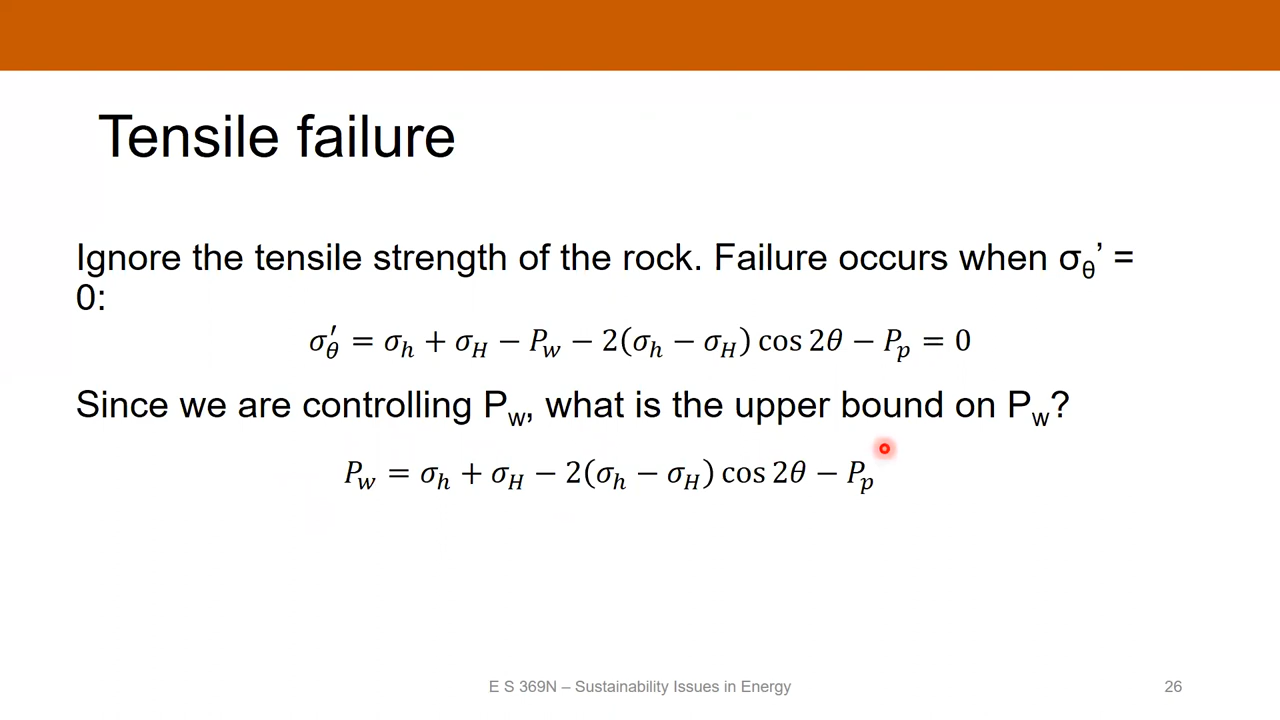 Tensile failure
Ignore the tensile strength of the rock. Failure occurs when σθ’ =
0:
σ′θ = σh + σH − Pw − 2(σh − σH) cos 2θ − Pp = 0
Since we are controlling Pw, what is the upper bound on Pw?
Pw = σh + σH − 2(σh − σH) cos 2θ − Pp
E S 369N – Sustainability Issues in Energy
26